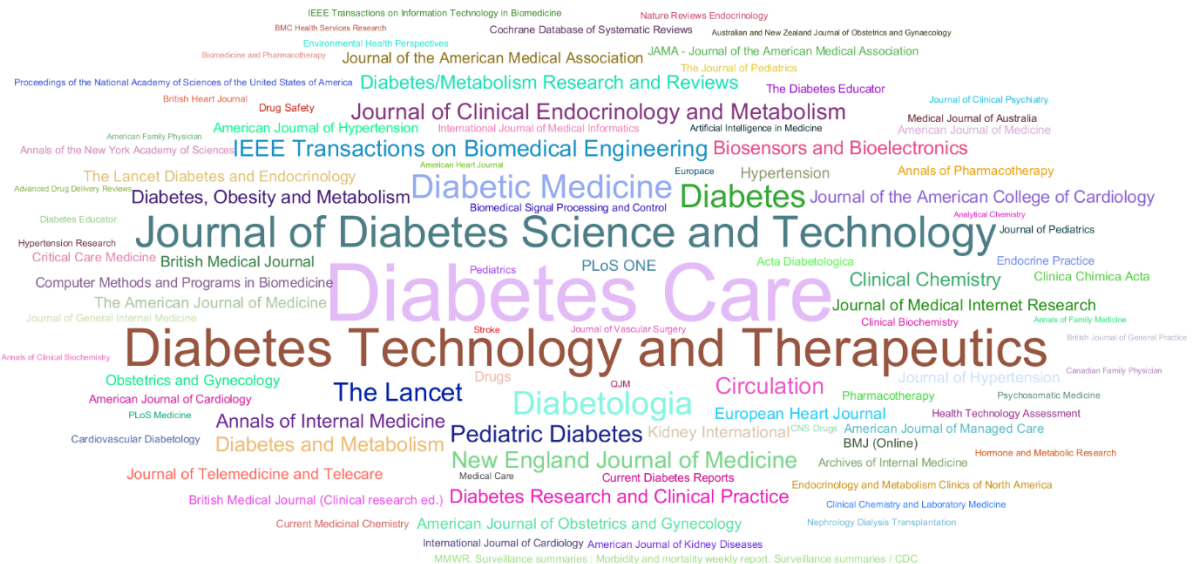 IEEE Transactions on Information Technology in Biomedicine
Nature Reviews Endocrinology
BMC Health Services Research
Cochrane Database of Systematic Reviews
Australian and New Zealand Journal of Obstetrics and Gynaecology
Environmental Health Perspectives
Biomedicine and Pharmacotherapy
Journal of the American Medical Association
JAMA - Journal of the American Medical Association
The Journal of Pediatrics
Proceedings of the National Academy of Sciences of the United States of America
Diabetes/Metabolism Research and Reviews
The Diabetes Educator
British Heart Journal
Drug Safety
Journal of Clinical Endocrinology and Metabolism
Journal of Clinical Psychiatry
Medical Journal of Australia
American Journal of Hypertension
International Journal of Medical Informatics
Artificial Intelligence in Medicine
American Journal of Medicine
American Family Physician
Annals of the New York Academy of Sciences
IEEE Transactions on Biomedical Engineering
Biosensors and Bioelectronics
American Heart Journal
Europace
Hypertension
Annals of Pharmacotherapy
The Lancet Diabetes and Endocrinology
Advanced Drug Delivery Reviews
Diabetes, Obesity and Metabolism
Diabetic Medicine
Diabetes
Journal of the American College of Cardiology
Biomedical Signal Processing and Control
Analytical Chemistry
Diabetes Educator
Journal of Diabetes Science and Technology
Journal of Pediatrics
Hypertension Research
Critical Care Medicine
British Medical Journal
Pediatrics
PLoS ONE
Acta Diabetologica
Endocrine Practice
Computer Methods and Programs in Biomedicine
Diabetes Care
Clinical Chemistry
Clinica Chimica Acta
The American Journal of Medicine
Journal of Medical Internet Research
Journal of General Internal Medicine
Stroke
Journal of Vascular Surgery
Clinical Biochemistry
Annals of Family Medicine
British Journal of General Practice
Annals of Clinical Biochemistry
Diabetes Technology and Therapeutics
Canadian Family Physician
Obstetrics and Gynecology
Drugs
QJM
Circulation
Journal of Hypertension
The Lancet
American Journal of Cardiology
Diabetologia
Pharmacotherapy
Psychosomatic Medicine
PLoS Medicine
Annals of Internal Medicine
European Heart Journal
Health Technology Assessment
Cardiovascular Diabetology
Diabetes and Metabolism
Pediatric Diabetes
Kidney International
CNS Drugs
American Journal of Managed Care
BMJ (Online)
Hormone and Metabolic Research
New England Journal of Medicine
Archives of Internal Medicine
Journal of Telemedicine and Telecare
Medical Care
Current Diabetes Reports
Endocrinology and Metabolism Clinics of North America
British Medical Journal (Clinical research ed.)
Diabetes Research and Clinical Practice
Clinical Chemistry and Laboratory Medicine
Current Medicinal Chemistry
American Journal of Obstetrics and Gynecology
Nephrology Dialysis Transplantation
International Journal of Cardiology
American Journal of Kidney Diseases
MMWR. Surveillance summaries : Morbidity and mortality weekly report. Surveillance summaries / CDC